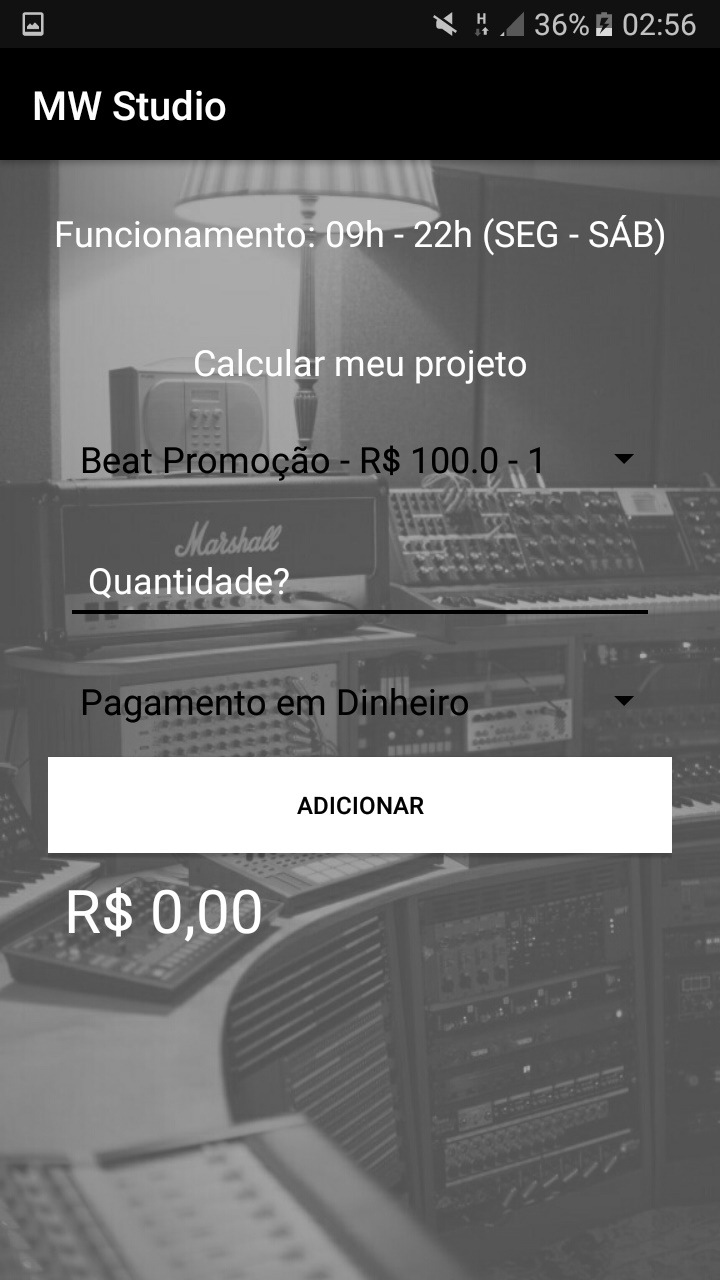 H 36% 02:56
MW Studio
Funcionamento: 09h - 22h (SEG - SÁB)
Calcular meu projeto
Beat Promoção - R$ 100.0 - 1
Marshall
Quantidade?
Pagamento em Dinheiro
ADICIONAR
R$ 0,00